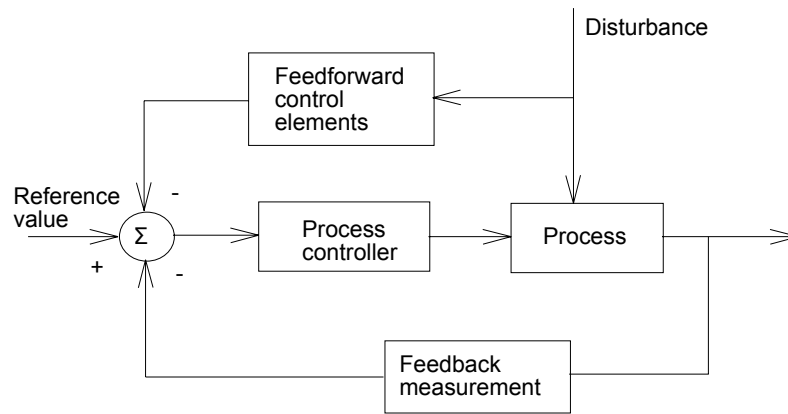 Disturbance
Feedforward
control
elements
-
Reference
value
Σ
+
-
Process
controller
Process
Feedback
measurement